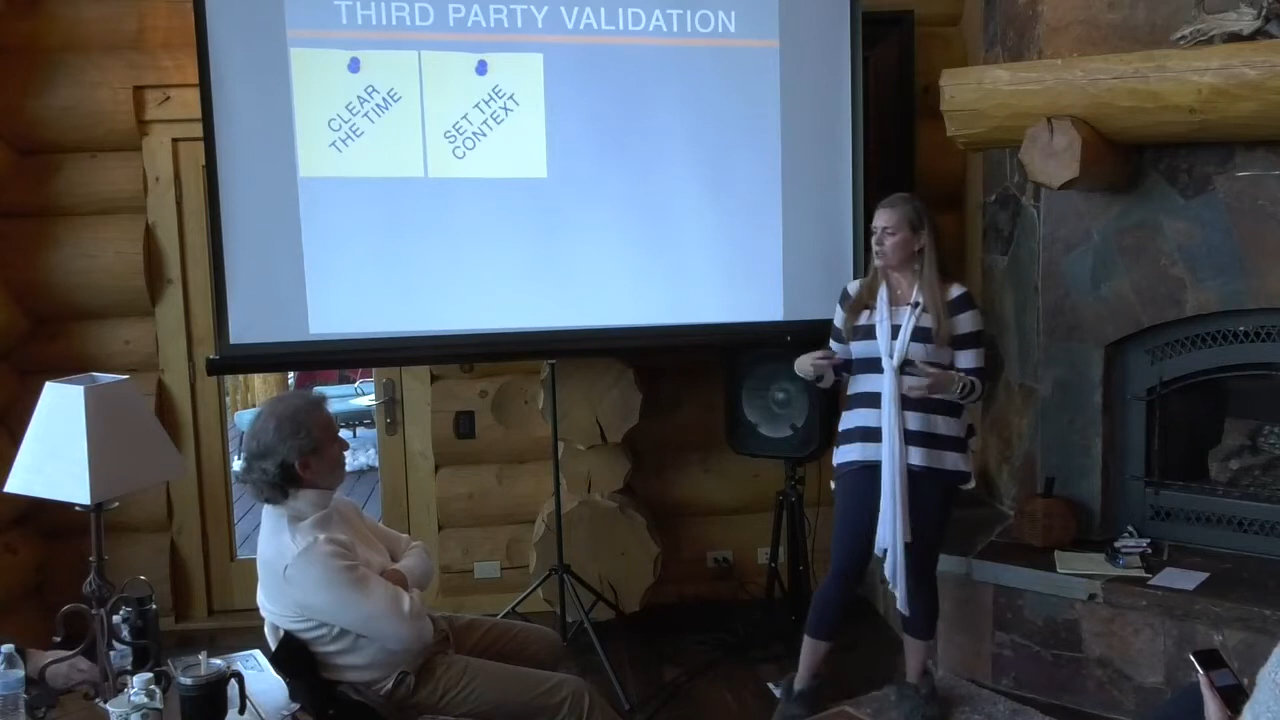 THIRD PARTY VALIDATION
CLEAR
THE TIME
SET THE
CONTEXT